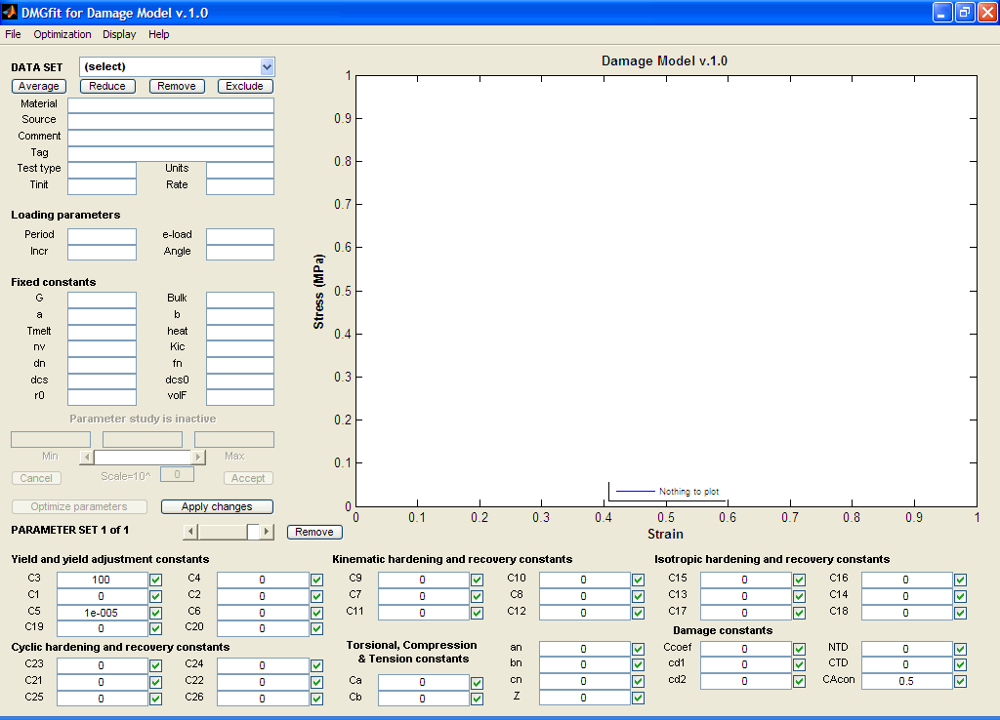 DMGfit for Damage Model v.1.0
File Optimization Display Help
DATA SET (select)
Average Reduce Remove Exclude
Material
Source
Comment
Tag
Test type Units
Tinit Rate
Loading parameters
Period e-load
Incr Angle
Fixed constants
G Bulk
a b
Tmelt heat
nv Kic
dn fn
dcs dcs0
r0 volF
Parameter study is inactive
Min Max
Cancel Scale=10^ 0 Accept
Optimize parameters Apply changes
PARAMETER SET 1 of 1 Remove
Damage Model v.1.0
Stress (MPa)
1
0.9
0.8
0.7
0.6
0.5
0.4
0.3
0.2
0.1
0
Nothing to plot
0 0.1 0.2 0.3 0.4 0.5 0.6 0.7 0.8 0.9 1
Strain
Yield and yield adjustment constants
C3 100 C4 0
C1 0 C2 0
C5 1e-005 C6 0
C19 0 C20 0
Cyclic hardening and recovery constants
C23 0 C24 0
C21 0 C22 0
C25 0 C26 0
Kinematic hardening and recovery constants
C9 0 C10 0
C7 0 C8 0
C11 0 C12 0
Torsional, Compression
& Tension constants
Ca 0
Cb 0
an 0
bn 0
cn 0
Z 0
Isotropic hardening and recovery constants
C15 0 C16 0
C13 0 C14 0
C17 0 C18 0
Damage constants
Ccoef 0 NTD 0
cd1 0 CTD 0
cd2 0 CAcon 0.5